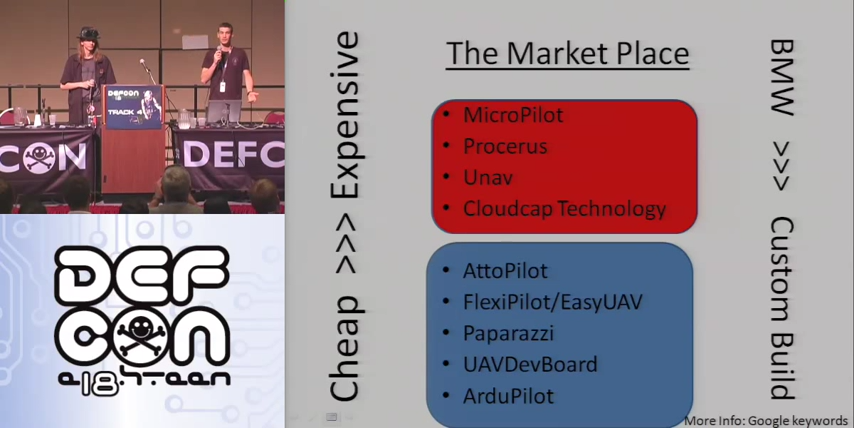 DEFCON
TRACK 4
CON
DEFC
DEF
CON
e18hteen
Cheap >>> Expensive
The Market Place
• MicroPilot
• Procerus
• Unav
• Cloudcap Technology
• AttoPilot
• FlexiPilot/EasyUAV
• Paparazzi
• UAVDevBoard
• ArduPilot
BMW >>> Custom Build
More Info: Google keywords